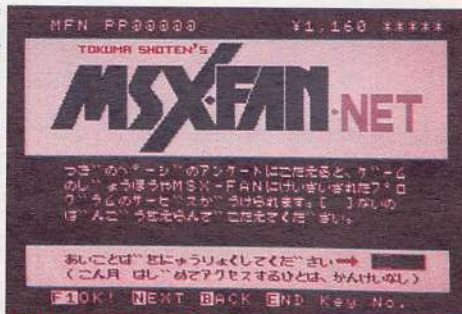 MFN PP00000 ¥1,160 *****
TOKUMA SHOTEN'S
MSX・FAN・NET
つぎ゛のヘ゜ーシ゛のアンケートにこたえると、ケ゛ーム
のし゛ょうほうやMSX-FANにけいさいされたフ゜ロ
ク゛ラムのサーヒ゛スか゛うけられます。[ ]ないの
は゛んこ゛うをえらんて゛こたえてくた゛さい。
あいことは゛をにゅうりょくしてくた゛さい→
(こん月 はし゛めてアクセスするひとは、かんけいなし)
F1OK! NEXT BACK END Key No.